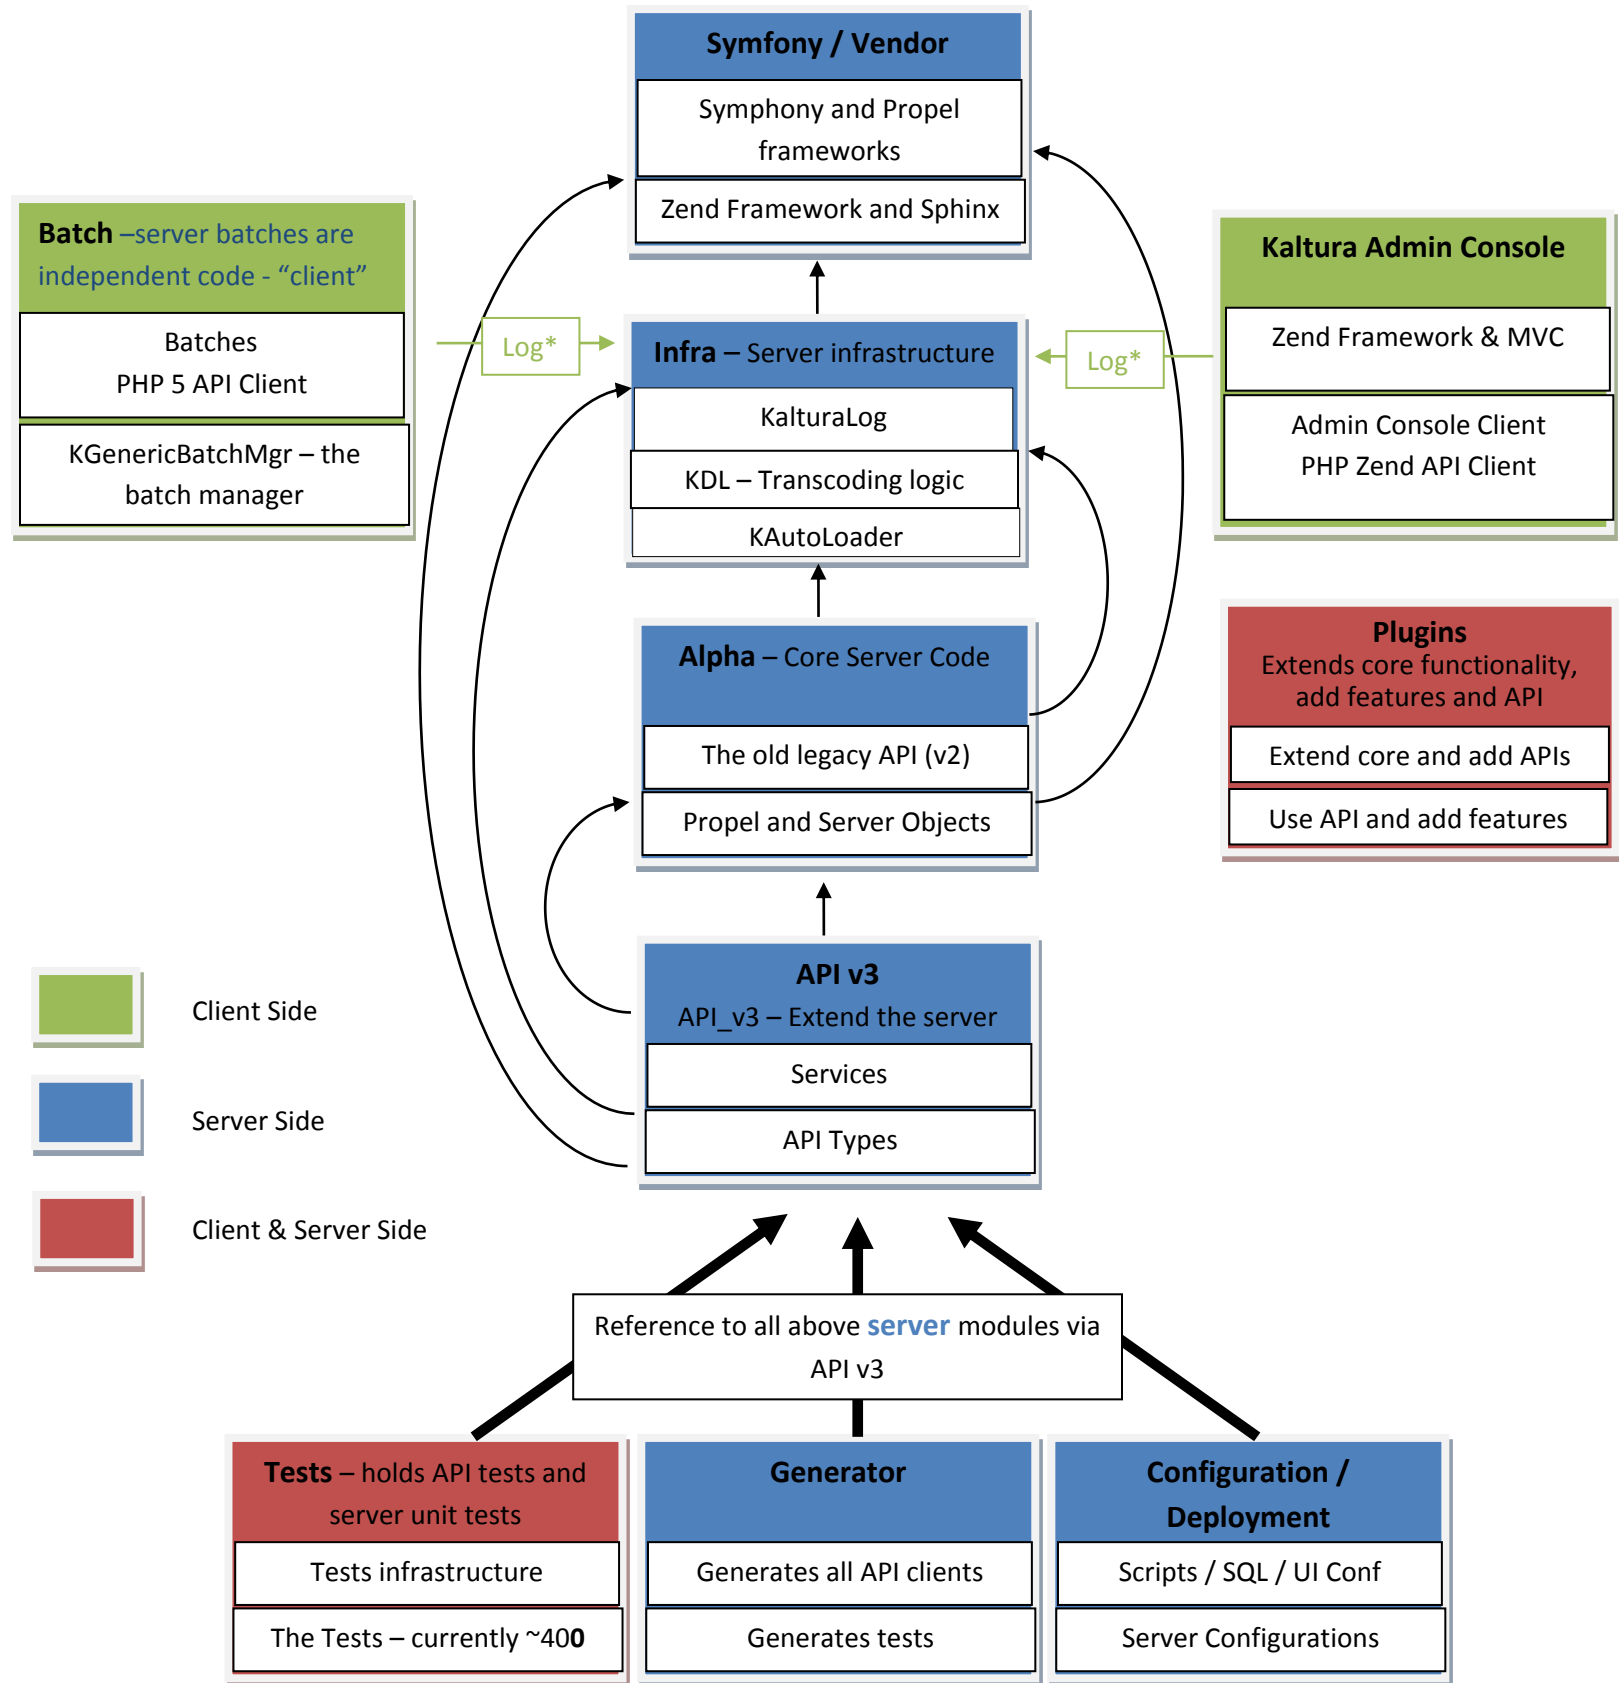 Symfony / Vendor
Symphony and Propel
frameworks
Zend Framework and Sphinx
Batch –server batches are
independent code - “client”
Batches
PHP 5 API Client
KGenericBatchMgr – the
batch manager
Log*
Infra – Server infrastructure
KalturaLog
KDL – Transcoding logic
KAutoLoader
Log*
Kaltura Admin Console
Zend Framework & MVC
Admin Console Client
PHP Zend API Client
Alpha – Core Server Code
The old legacy API (v2)
Propel and Server Objects
Plugins
Extends core functionality,
add features and API
Extend core and add APIs
Use API and add features
API v3
API_v3 – Extend the server
Services
API Types
Client Side
Server Side
Client & Server Side
Reference to all above server modules via
API v3
Tests – holds API tests and
server unit tests
Tests infrastructure
The Tests – currently ~400
Generator
Generates all API clients
Generates tests
Configuration /
Deployment
Scripts / SQL / UI Conf
Server Configurations